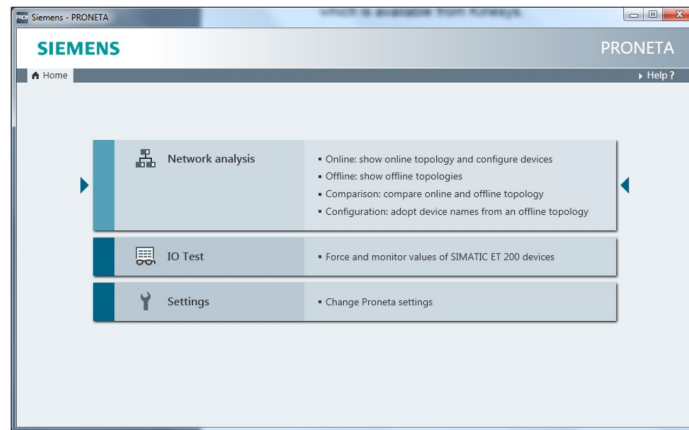 which is available from Kinesys.
Siemens - PRONETA
SIEMENS
PRONETA
Home
Help ?
Network analysis
▪ Online: show online topology and configure devices
▪ Offline: show offline topologies
▪ Comparison: compare online and offline topology
▪ Configuration: adopt device names from an offline topology
IO Test
▪ Force and monitor values of SIMATIC ET 200 devices
Settings
▪ Change Proneta settings